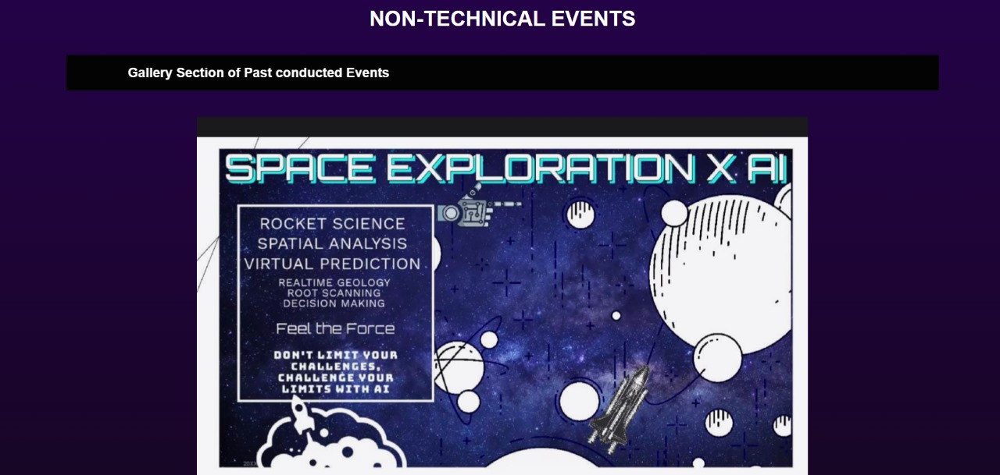 NON-TECHNICAL EVENTS
Gallery Section of Past conducted Events
SPACE EXPLORATION X AI
ROCKET SCIENCE
SPATIAL ANALYSIS
VIRTUAL PREDICTION
REALTIME GEOLOGY
ROOT SCANNING
DECISION MAKING
Feel the Force
DON'T LIMIT YOUR
CHALLENGES,
CHALLENGE YOUR
LIMITS WITH AI
20XX